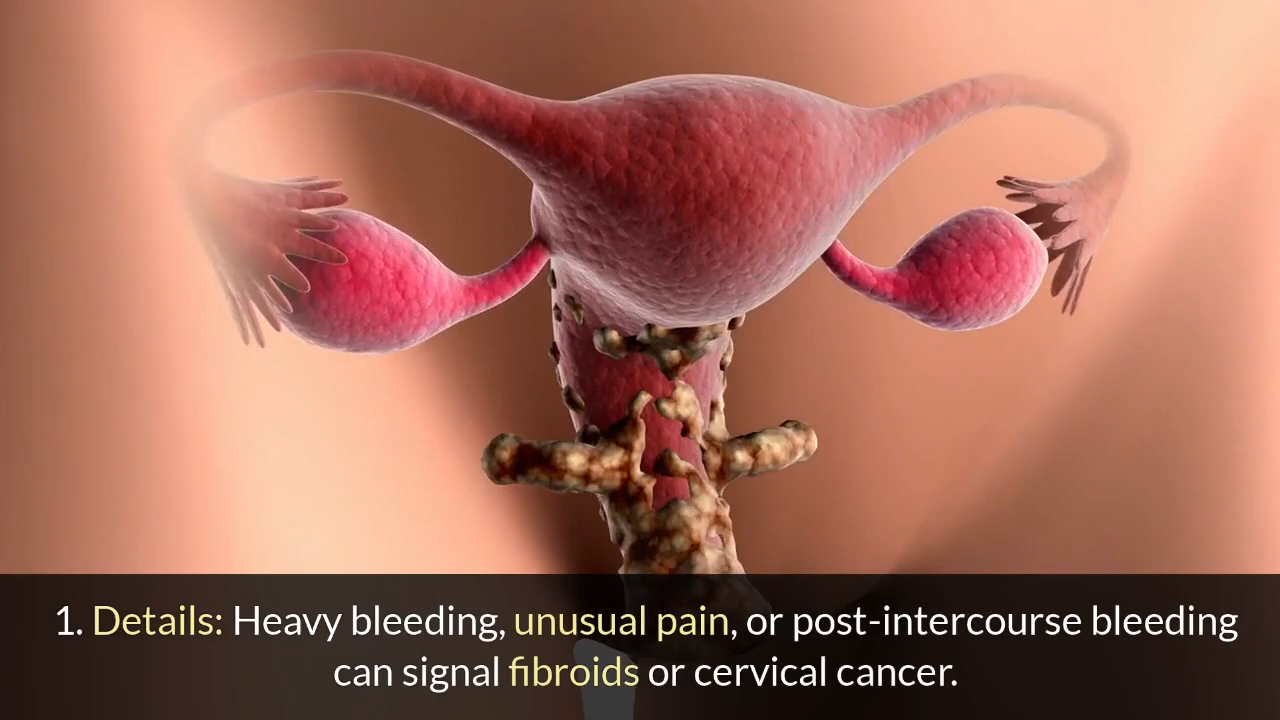 1. Details: Heavy bleeding, unusual pain, or post-intercourse bleeding
can signal fibroids or cervical cancer.